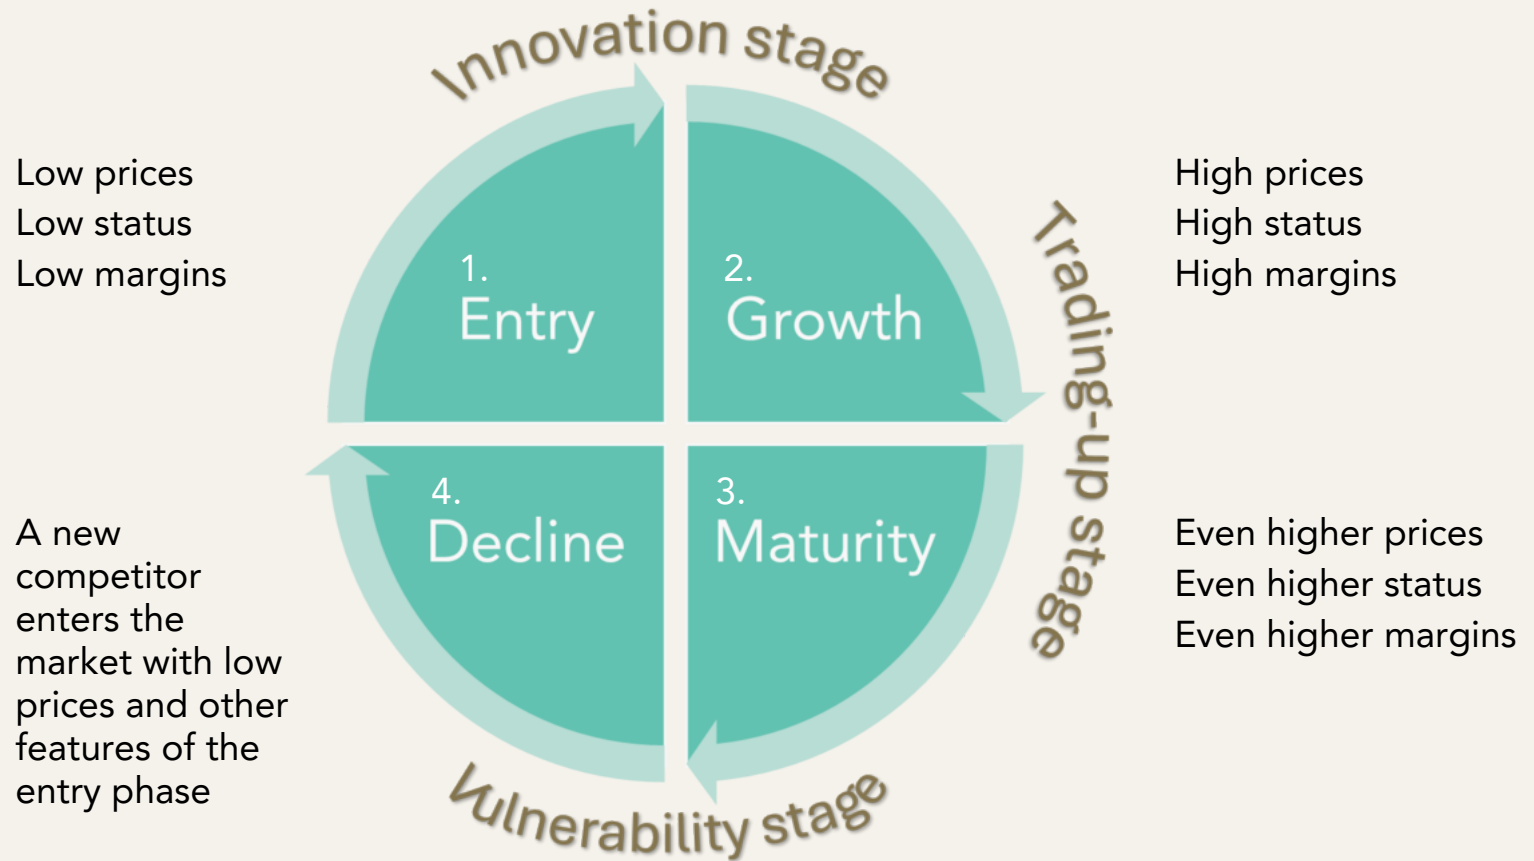 Innovation stage
Low prices
Low status
Low margins
1.
Entry
2.
Growth
High prices
High status
High margins
Trading-up stage
4.
Decline
3.
Maturity
A new
competitor
enters the
market with low
prices and other
features of the
entry phase
Even higher prices
Even higher status
Even higher margins
Vulnerability stage